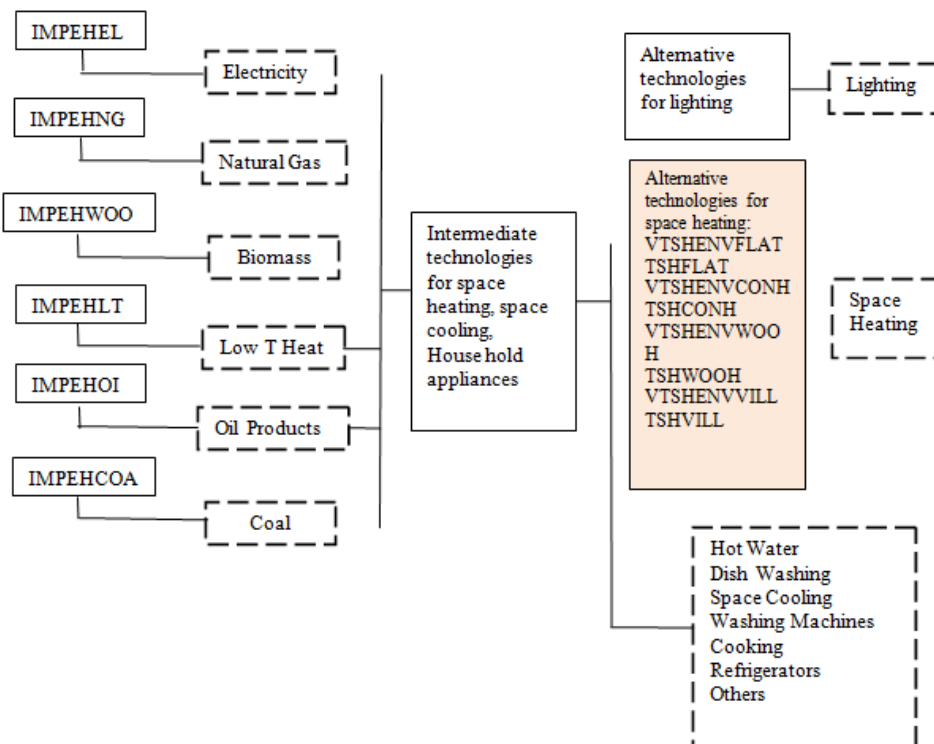 IMPEHEL
Electricity
IMPEHNG
Natural Gas
IMPEHWOO
Biomass
IMPEHLT
Low T Heat
IMPEHOI
Oil Products
IMPEHCOA
Coal
Intermediate
technologies
for space
heating, space
cooling,
House hold
appliances
Alternative
technologies
for lighting
Lighting
Alternative
technologies for
space heating:
VTSHENVFLAT
TSHFLAT
VTSHENVCONH
TSHCONH
VTSHENVWOO
H
TSHWOOH
VTSHENVVILL
TSHVILL
Space
Heating
Hot Water
Dish Washing
Space Cooling
Washing Machines
Cooking
Refrigerators
Others